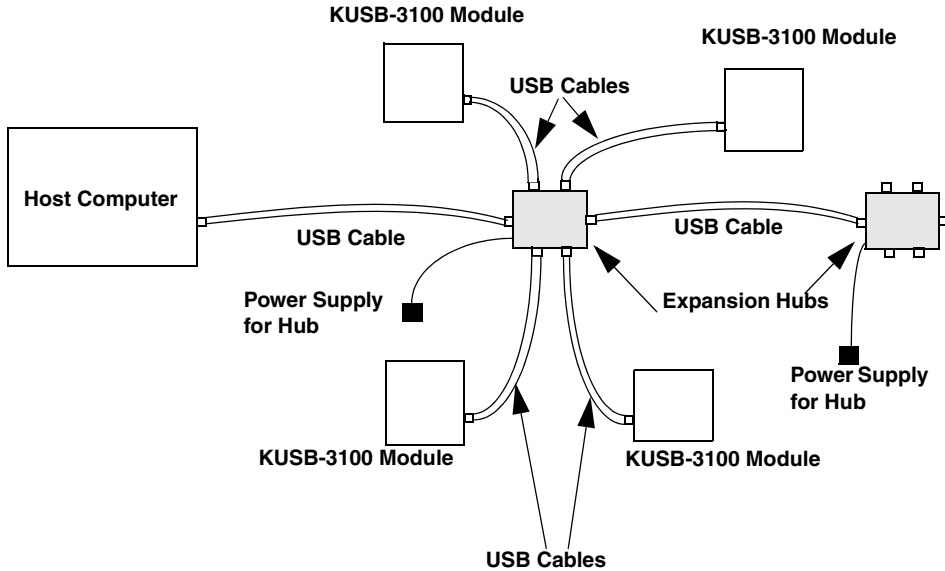 KUSB-3100 Module
KUSB-3100 Module
USB Cables
Host Computer
USB Cable
USB Cable
Power Supply
for Hub
Expansion Hubs
Power Supply
for Hub
KUSB-3100 Module
KUSB-3100 Module
USB Cables